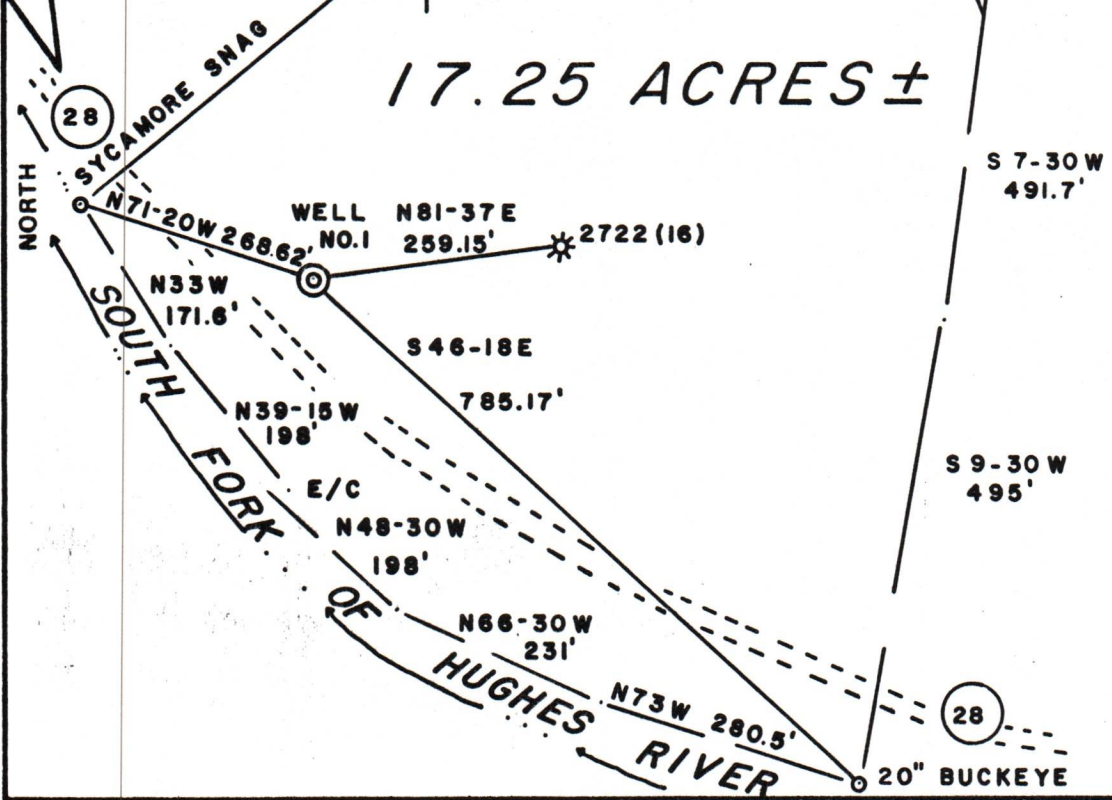 SYCAMORE SNAG
17.25 ACRES±
28
NORTH
S 7-30 W
491.7'
N71-20W 268.62'
WELL NO.1
N81-37E
259.15'
2722 (16)
N33W
171.6'
S46-18E
785.17'
N39-15W
198'
S 9-30 W
495'
E/C
N48-30W
198'
N66-30W
231'
N73W 280.5'
28
20" BUCKEYE
SOUTH FORK OF HUGHES RIVER